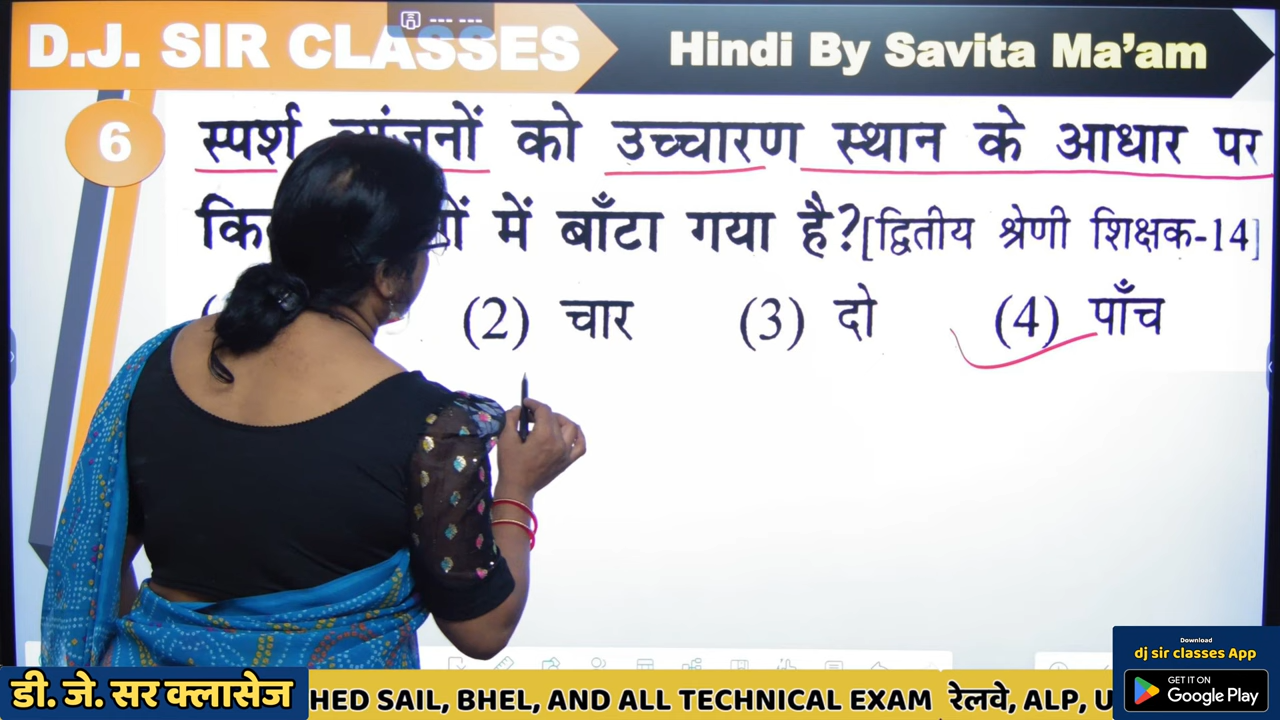 D.J. SIR CLASSES
Hindi By Savita Ma’am
6
स्पर्श को उच्चारण स्थान के आधार पर
में बाँटा गया है? [द्वितीय श्रेणी शिक्षक-14]
(2) चार (3) दो (4) पाँच
डी. जे. सर क्लासेज
HED SAIL, BHEL, AND ALL TECHNICAL EXAM रेलवे, ALP, U
Download
dj sir classes App
GET IT ON
Google Play